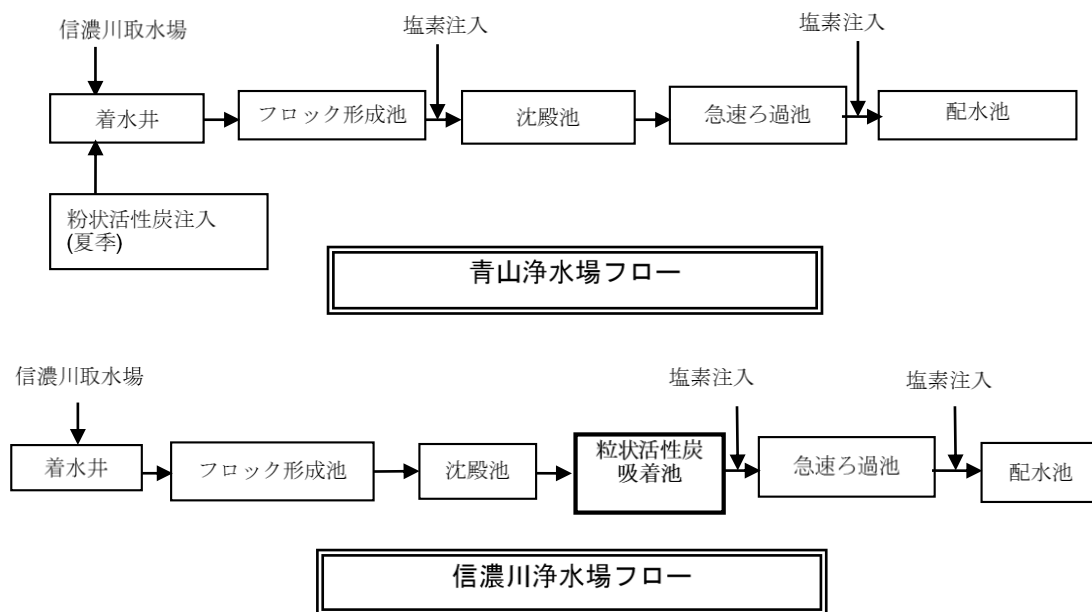 信濃川取水場
塩素注入
塩素注入
着水井
フロック形成池
沈殿池
急速ろ過池
配水池
粉状活性炭注入
(夏季)
青山浄水場フロー
信濃川取水場
塩素注入
塩素注入
着水井
フロック形成池
沈殿池
粒状活性炭
吸着池
急速ろ過池
配水池
信濃川浄水場フロー